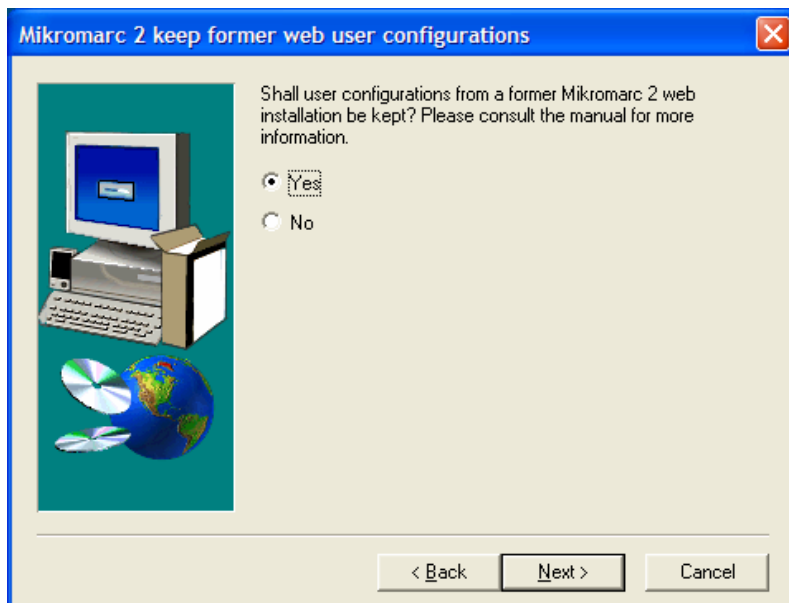 Mikromarc 2 keep former web user configurations
Shall user configurations from a former Mikromarc 2 web
installation be kept? Please consult the manual for more
information.
Yes
No
< Back
Next >
Cancel